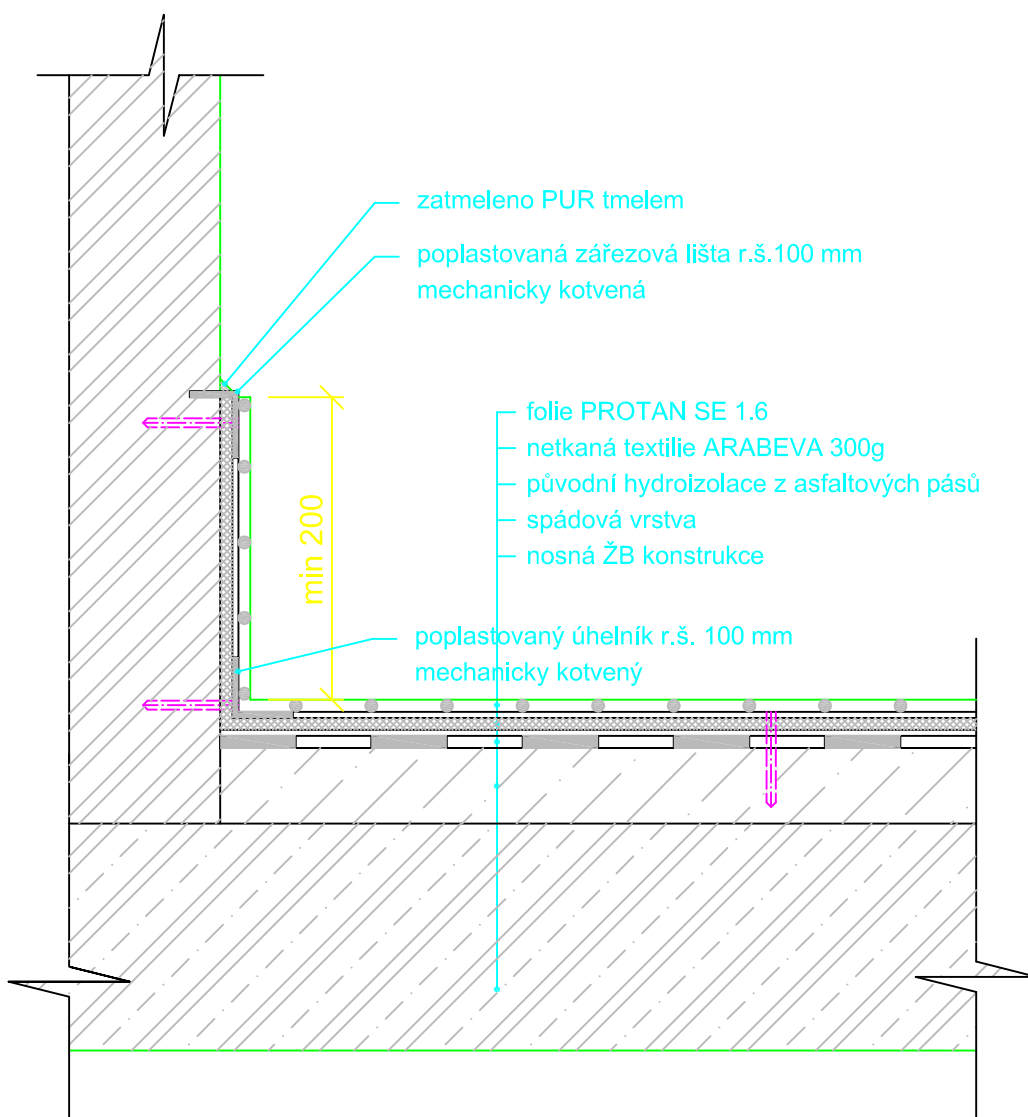 zatmeleno PUR tmelem
poplastovaná zářezová lišta r.š.100 mm
mechanicky kotvená
folie PROTAN SE 1.6
netkaná textilie ARABEVA 300g
původní hydroizolace z asfaltových pásů
spádová vrstva
nosná ŽB konstrukce
min 200
poplastovaný úhelník r.š. 100 mm
mechanicky kotvený